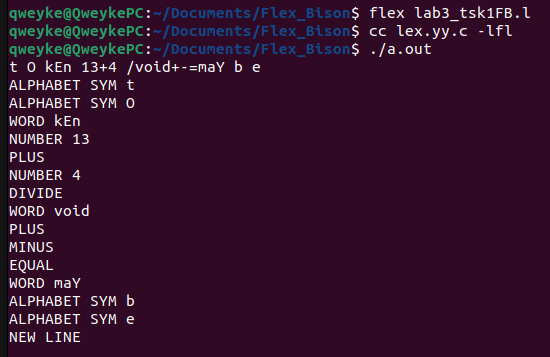 qweyke@QweykePC:~/Documents/Flex_Bison$ flex lab3_tsk1FB.l
qweyke@QweykePC:~/Documents/Flex_Bison$ cc lex.yy.c -lfl
qweyke@QweykePC:~/Documents/Flex_Bison$ ./a.out
t O kEn 13+4 /void+-=maY b e
ALPHABET SYM t
ALPHABET SYM O
WORD kEn
NUMBER 13
PLUS
NUMBER 4
DIVIDE
WORD void
PLUS
MINUS
EQUAL
WORD maY
ALPHABET SYM b
ALPHABET SYM e
NEW LINE